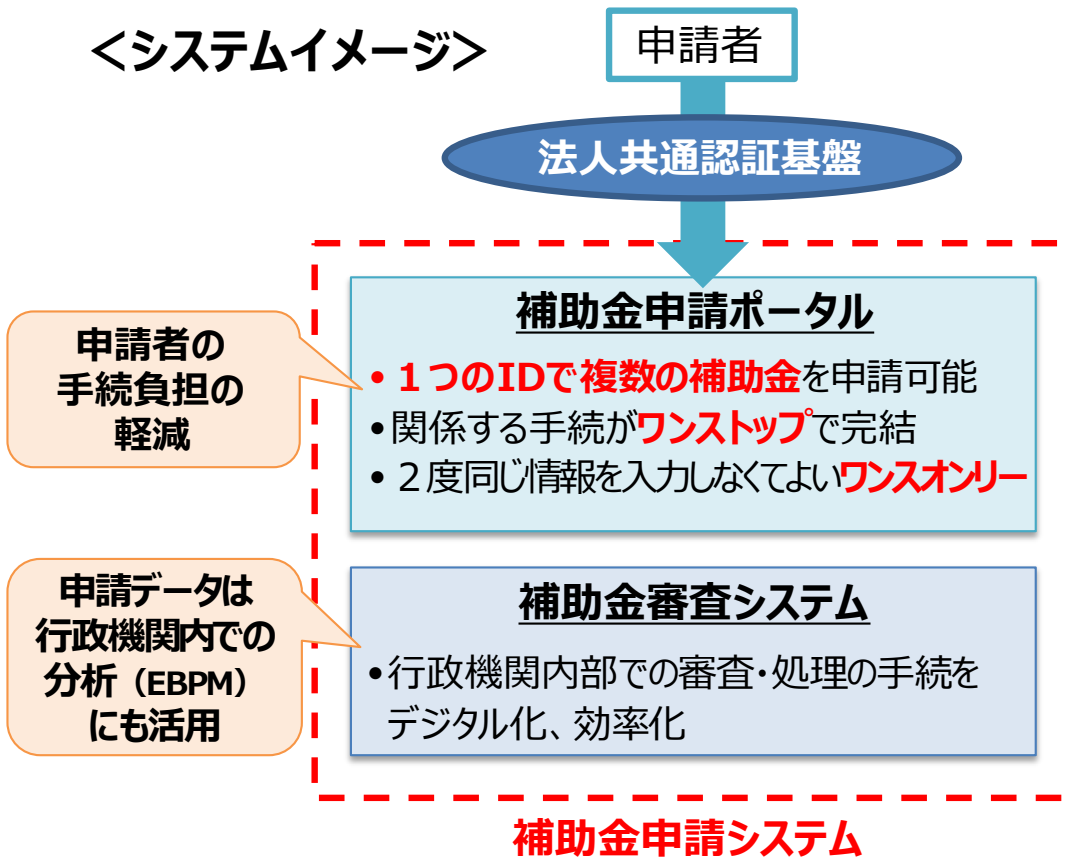 ＜システムイメージ＞
申請者
法人共通認証基盤
補助金申請ポータル
• １つのIDで複数の補助金を申請可能
• 関係する手続がワンストップで完結
• ２度同じ情報を入力しなくてよいワンスオンリー
申請者の
手続負担の
軽減
補助金審査システム
• 行政機関内部での審査・処理の手続を
デジタル化、効率化
申請データは
行政機関内での
分析（EBPM）
にも活用
補助金申請システム